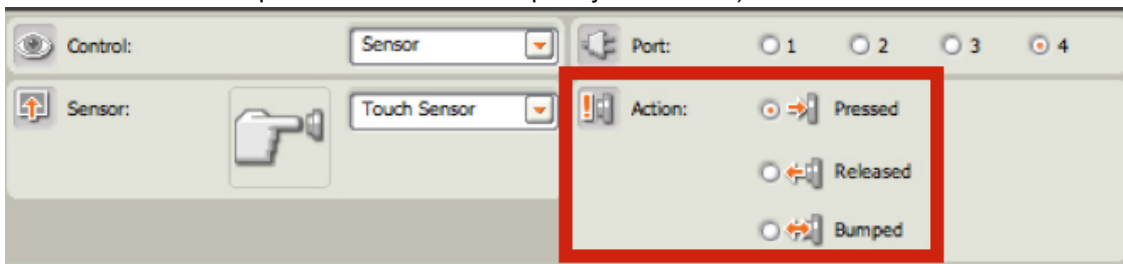 Control: Sensor Port: 1 2 3 4
Sensor: Touch Sensor Action: Pressed
Released
Bumped